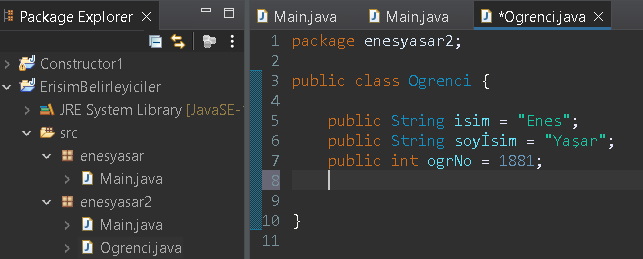 Package Explorer
Constructor1
ErisimBelirleyiciler
JRE System Library [JavaSE-1
src
enesyasar
Main.java
enesyasar2
Main.java
Ogrenci.java
Main.java
Main.java
*Ogrenci.java
1 package enesyasar2;
2
3 public class Ogrenci {
4
5 public String isim = "Enes";
6 public String soyİsim = "Yaşar";
7 public int ogrNo = 1881;
8
9
10 }
11